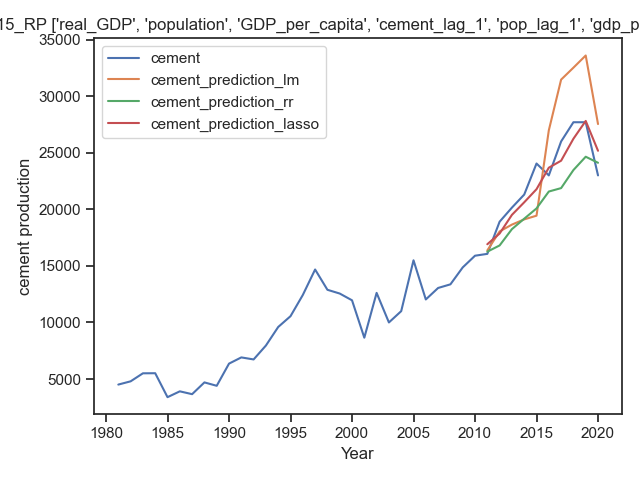 15_RP ['real_GDP', 'population', 'GDP_per_capita', 'cement_lag_1', 'pop_lag_1', 'gdp_p
35000
30000
25000
20000
15000
10000
5000
cement production
cement
cement_prediction_lm
cement_prediction_rr
cement_prediction_lasso
1980 1985 1990 1995 2000 2005 2010 2015 2020
Year